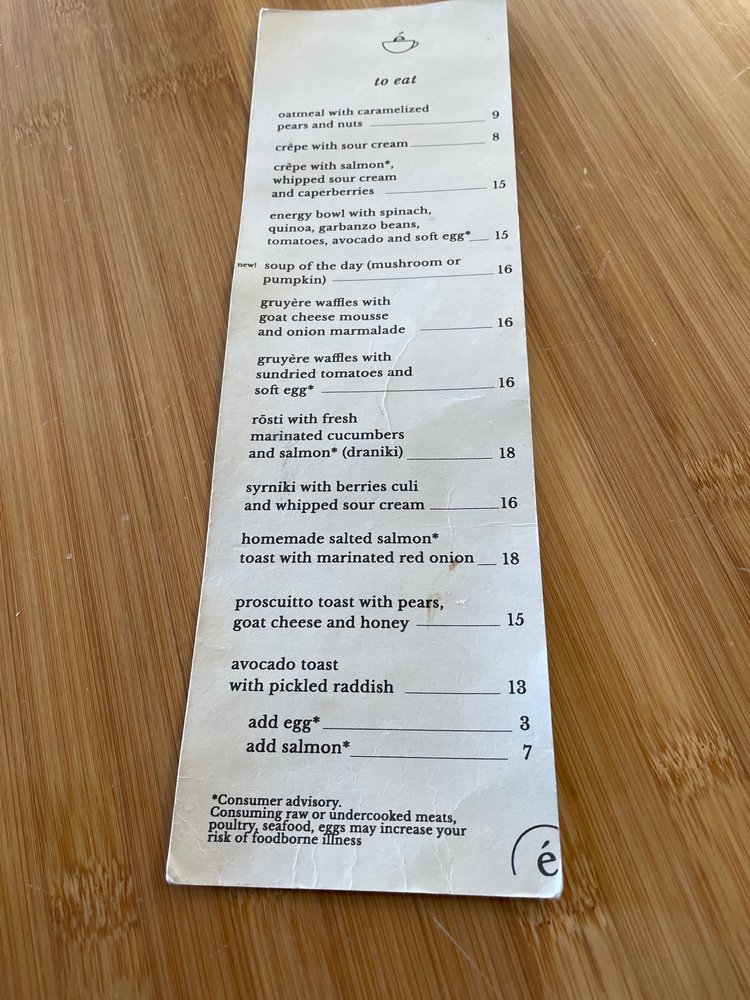 é
to eat
oatmeal with caramelized
pears and nuts 9
crêpe with sour cream 8
crêpe with salmon*,
whipped sour cream
and caperberries 15
energy bowl with spinach,
quinoa, garbanzo beans,
tomatoes, avocado and soft egg* 15
new! soup of the day (mushroom or
pumpkin) 16
gruyère waffles with
goat cheese mousse
and onion marmalade 16
gruyère waffles with
sundried tomatoes and
soft egg* 16
rösti with fresh
marinated cucumbers
and salmon* (draniki) 18
syrniki with berries culi
and whipped sour cream 16
homemade salted salmon*
toast with marinated red onion 18
proscuitto toast with pears,
goat cheese and honey 15
avocado toast
with pickled raddish 13
add egg* 3
add salmon* 7
*Consumer advisory.
Consuming raw or undercooked meats,
poultry, seafood, eggs may increase your
risk of foodborne illness
é